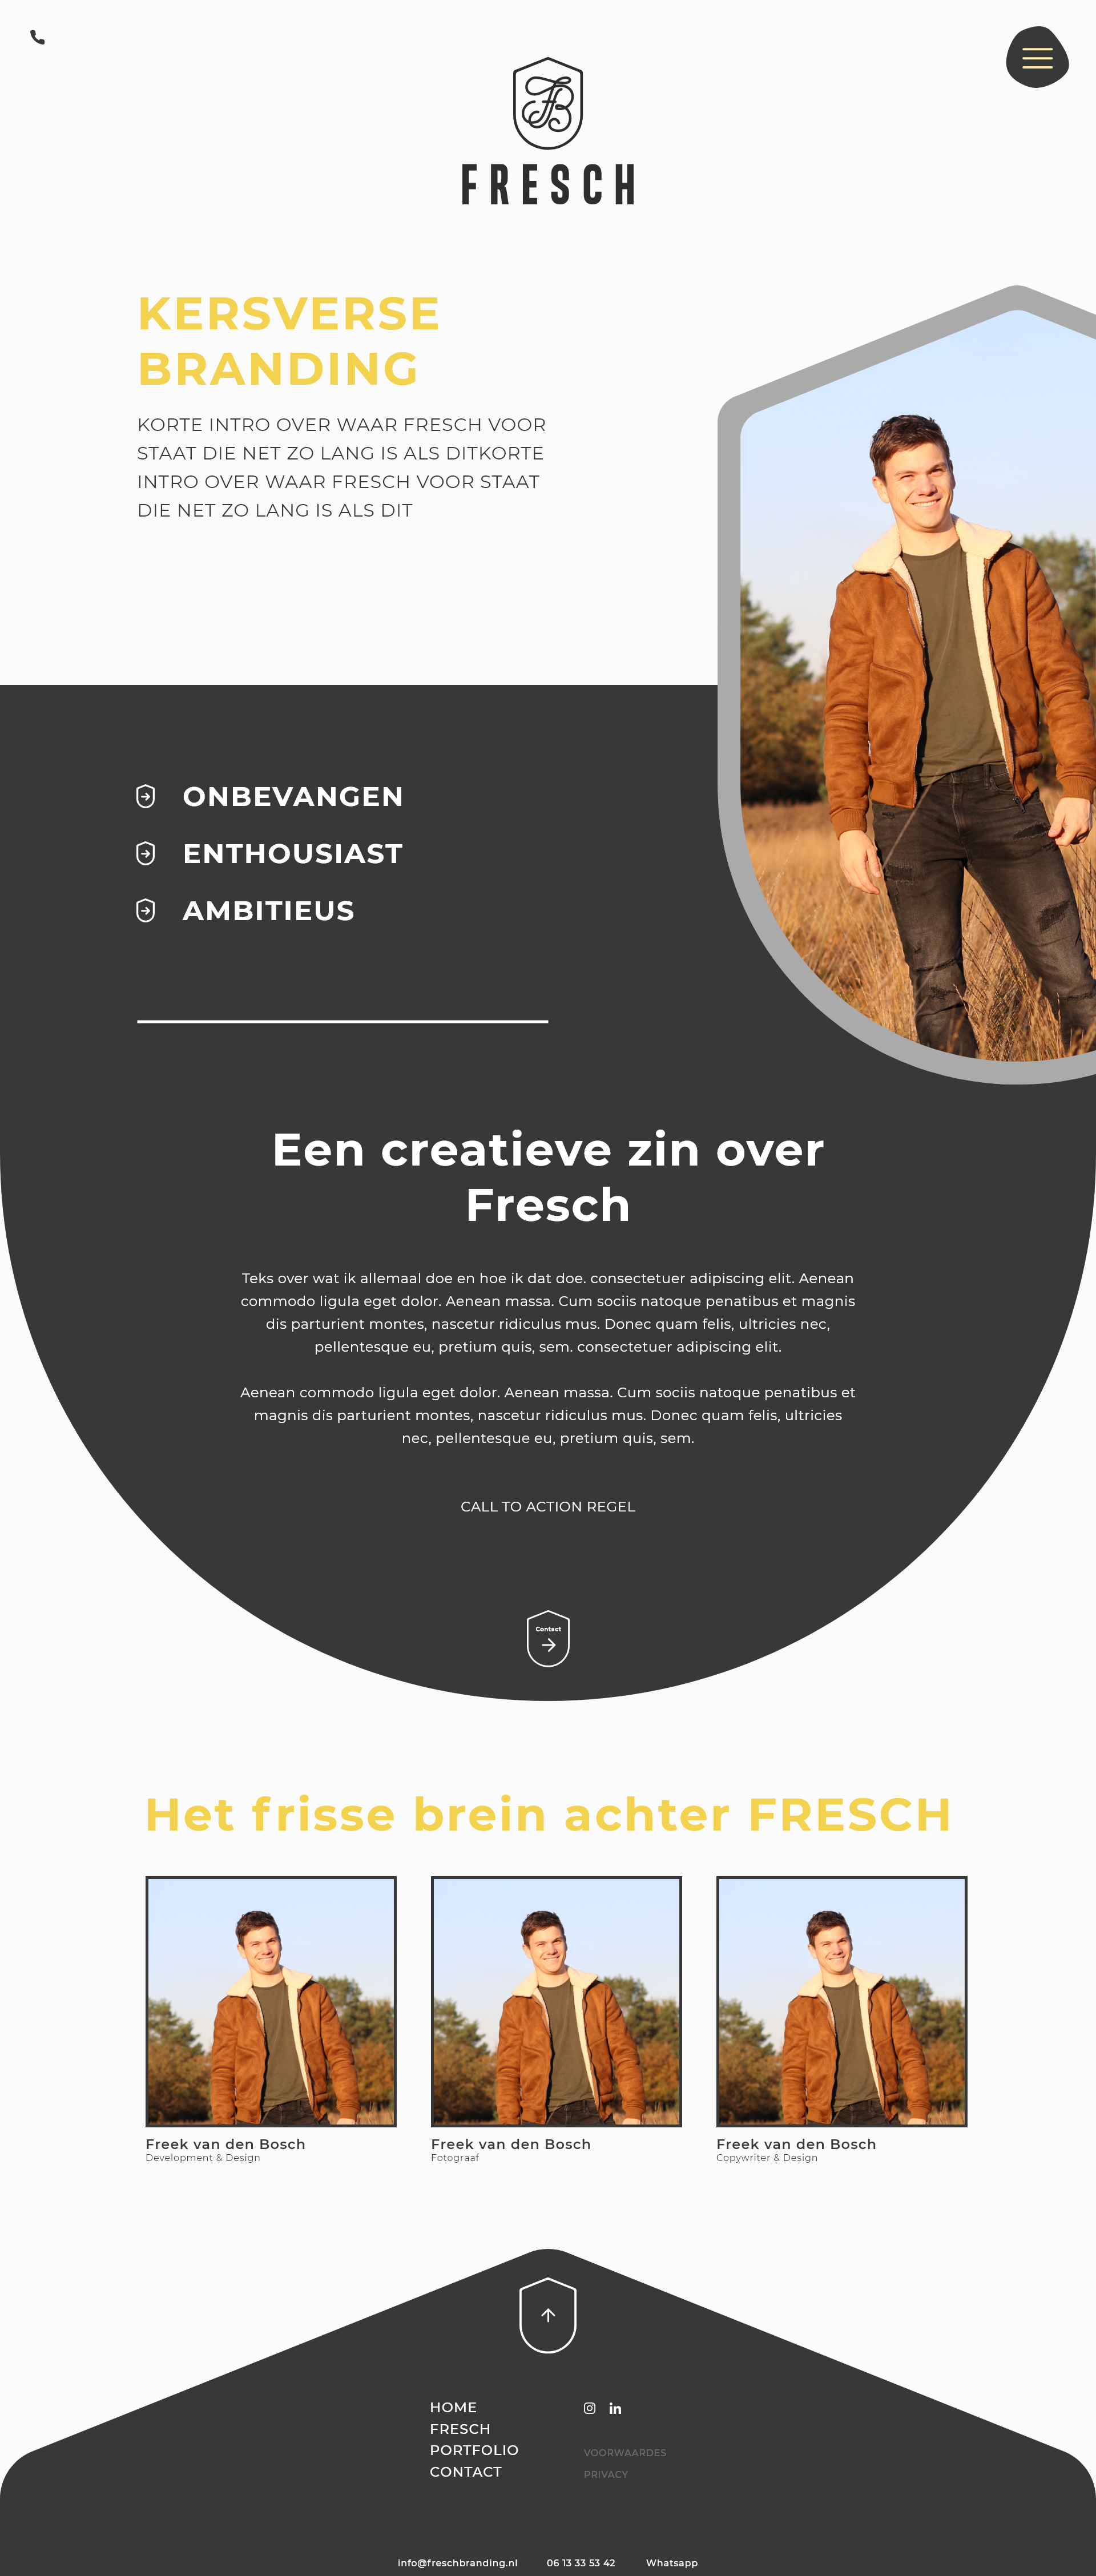 FB
FRESCH
KERSVERSE
BRANDING
KORTE INTRO OVER WAAR FRESCH VOOR
STAAT DIE NET ZO LANG IS ALS DITKORTE
INTRO OVER WAAR FRESCH VOOR STAAT
DIE NET ZO LANG IS ALS DIT
ONBEVANGEN
ENTHOUSIAST
AMBITIEUS
Een creatieve zin over
Fresch
Teks over wat ik allemaal doe en hoe ik dat doe. consectetuer adipiscing elit. Aenean
commodo ligula eget dolor. Aenean massa. Cum sociis natoque penatibus et magnis
dis parturient montes, nascetur ridiculus mus. Donec quam felis, ultricies nec,
pellentesque eu, pretium quis, sem. consectetuer adipiscing elit.
Aenean commodo ligula eget dolor. Aenean massa. Cum sociis natoque penatibus et
magnis dis parturient montes, nascetur ridiculus mus. Donec quam felis, ultricies
nec, pellentesque eu, pretium quis, sem.
CALL TO ACTION REGEL
Contact
Het frisse brein achter FRESCH
Freek van den Bosch
Development & Design
Freek van den Bosch
Fotograaf
Freek van den Bosch
Copywriter & Design
HOME
FRESCH
PORTFOLIO
CONTACT
VOORWAARDES
PRIVACY
info@freschbranding.nl 06 13 33 53 42 Whatsapp